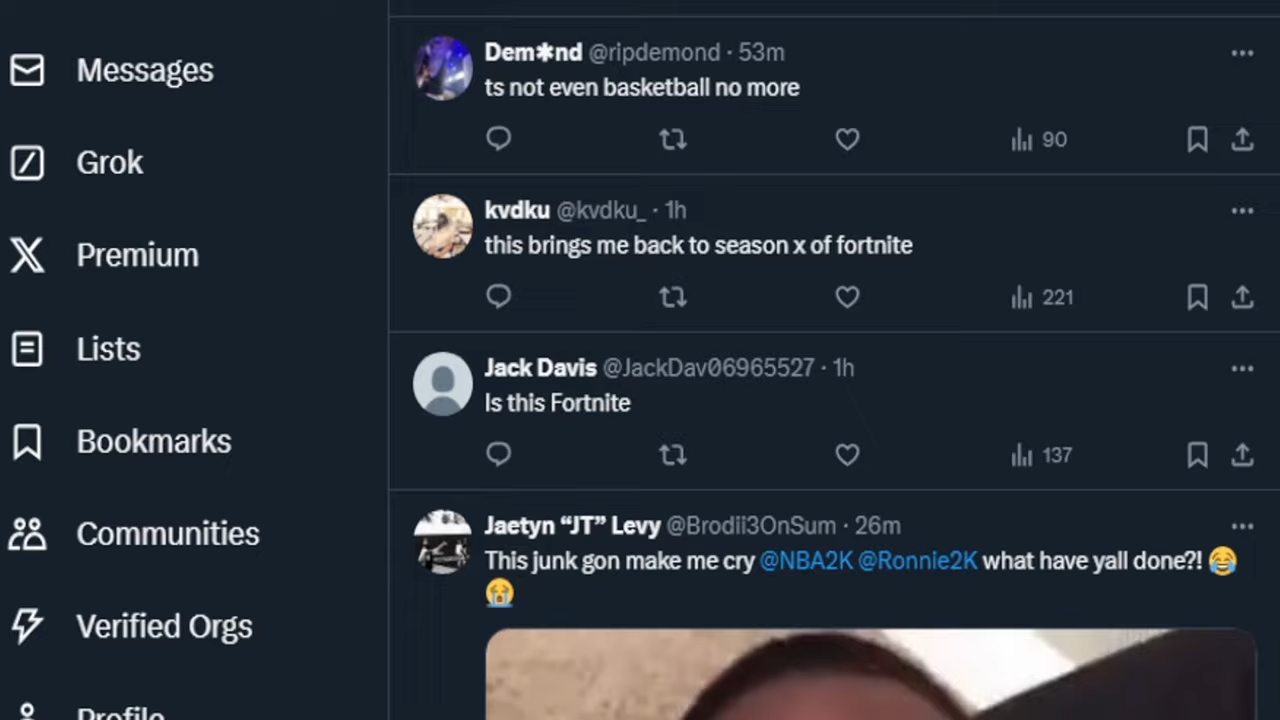 Messages
Grok
Premium
Lists
Bookmarks
Communities
Verified Orgs
Profile
Dem✱nd @ripdemond · 53m
ts not even basketball no more
90
kvdku @kvdku_ · 1h
this brings me back to season x of fortnite
221
Jack Davis @JackDav06965527 · 1h
Is this Fortnite
137
Jaetyn “JT” Levy @Brodii3OnSum · 26m
This junk gon make me cry @NBA2K @Ronnie2K what have yall done?! 😂
😭